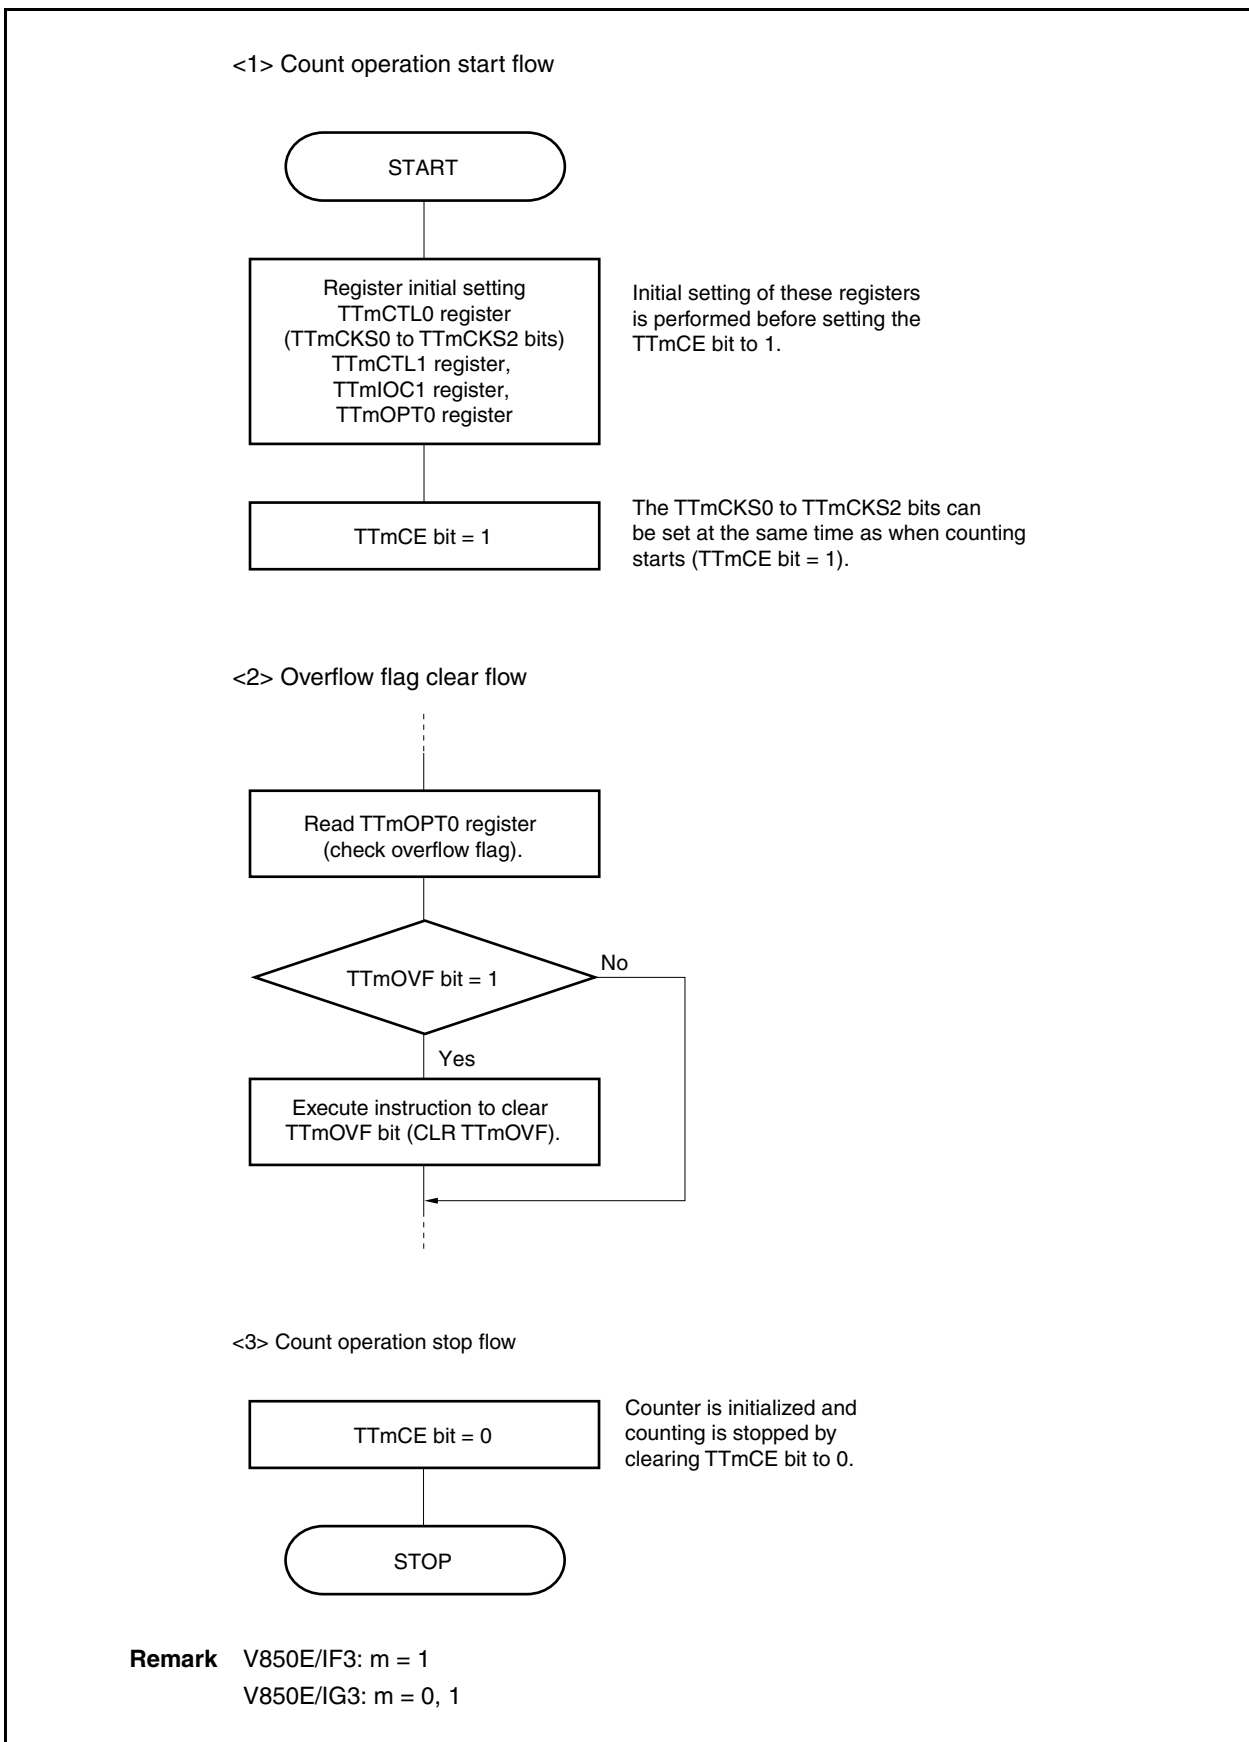 <1> Count operation start flow
START
Register initial setting
TTmCTL0 register
(TTmCKS0 to TTmCKS2 bits)
TTmCTL1 register,
TTmIOC1 register,
TTmOPT0 register
Initial setting of these registers
is performed before setting the
TTmCE bit to 1.
TTmCE bit = 1
The TTmCKS0 to TTmCKS2 bits can
be set at the same time as when counting
starts (TTmCE bit = 1).
<2> Overflow flag clear flow
Read TTmOPT0 register
(check overflow flag).
TTmOVF bit = 1
No
Yes
Execute instruction to clear
TTmOVF bit (CLR TTmOVF).
<3> Count operation stop flow
TTmCE bit = 0
Counter is initialized and
counting is stopped by
clearing TTmCE bit to 0.
STOP
Remark V850E/IF3: m = 1
V850E/IG3: m = 0, 1